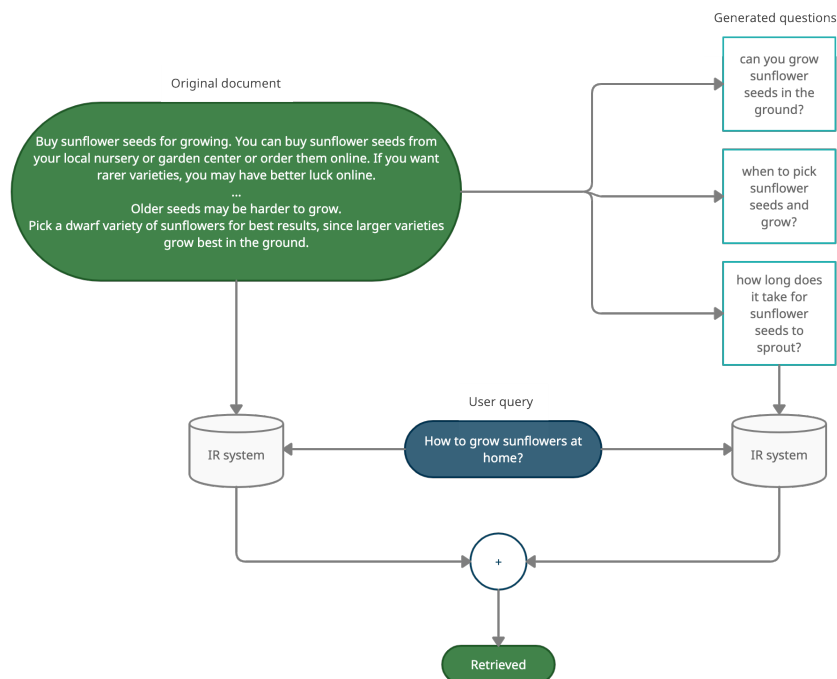 Generated questions
can you grow
sunflower
seeds in the
ground?
Original document
Buy sunflower seeds for growing. You can buy sunflower seeds from
your local nursery or garden center or order them online. If you want
rarer varieties, you may have better luck online.
...
Older seeds may be harder to grow.
Pick a dwarf variety of sunflowers for best results, since larger varieties
grow best in the ground.
when to pick
sunflower
seeds and
grow?
how long does
it take for
sunflower
seeds to
sprout?
User query
How to grow sunflowers at
home?
IR system
IR system
+
Retrieved